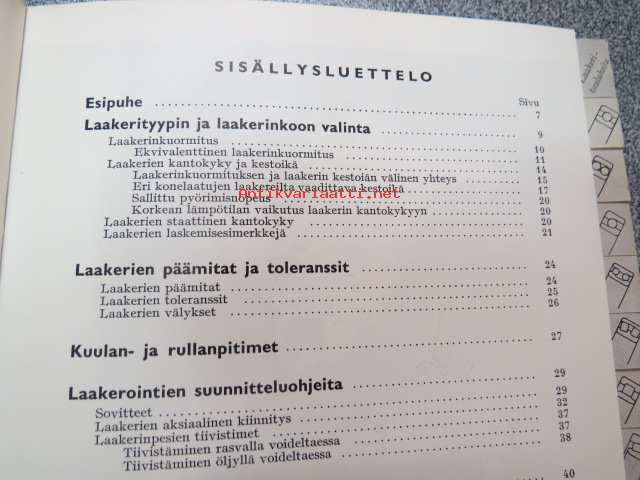 SISÄLLYSLUETTELO
Sivu
Esipuhe 7
Laakerityypin ja laakerinkoon valinta 9
Laakerinkuormitus 10
Ekvivalenttinen laakerinkuormitus 11
Laakerien kantokyky ja kestoikä 14
Laakerinkuormituksen ja laakerin kestoiän välinen yhteys 15
Eri konelaatujen laakereilta vaadittava kestoikä 17
Sallittu pyörimisnopeus 20
Korkean lämpötilan vaikutus laakerin kantokykyyn 20
Laakerien staattinen kantokyky 20
Laakerien laskemisesimerkkejä 21
Laakerien päämitat ja toleranssit 24
Laakerien päämitat 24
Laakerien toleranssit 25
Laakerien välykset 26
Kuulan- ja rullanpitimet 27
Laakerointien suunnitteluohjeita 29
Sovitteet 29
Laakerien aksiaalinen kiinnitys 32
Laakerinpesien tiivistimet 37
Tiivistäminen rasvalla voideltaessa 37
Tiivistäminen öljyllä voideltaessa 38
40
antikvariaatti.net
Laakeri-